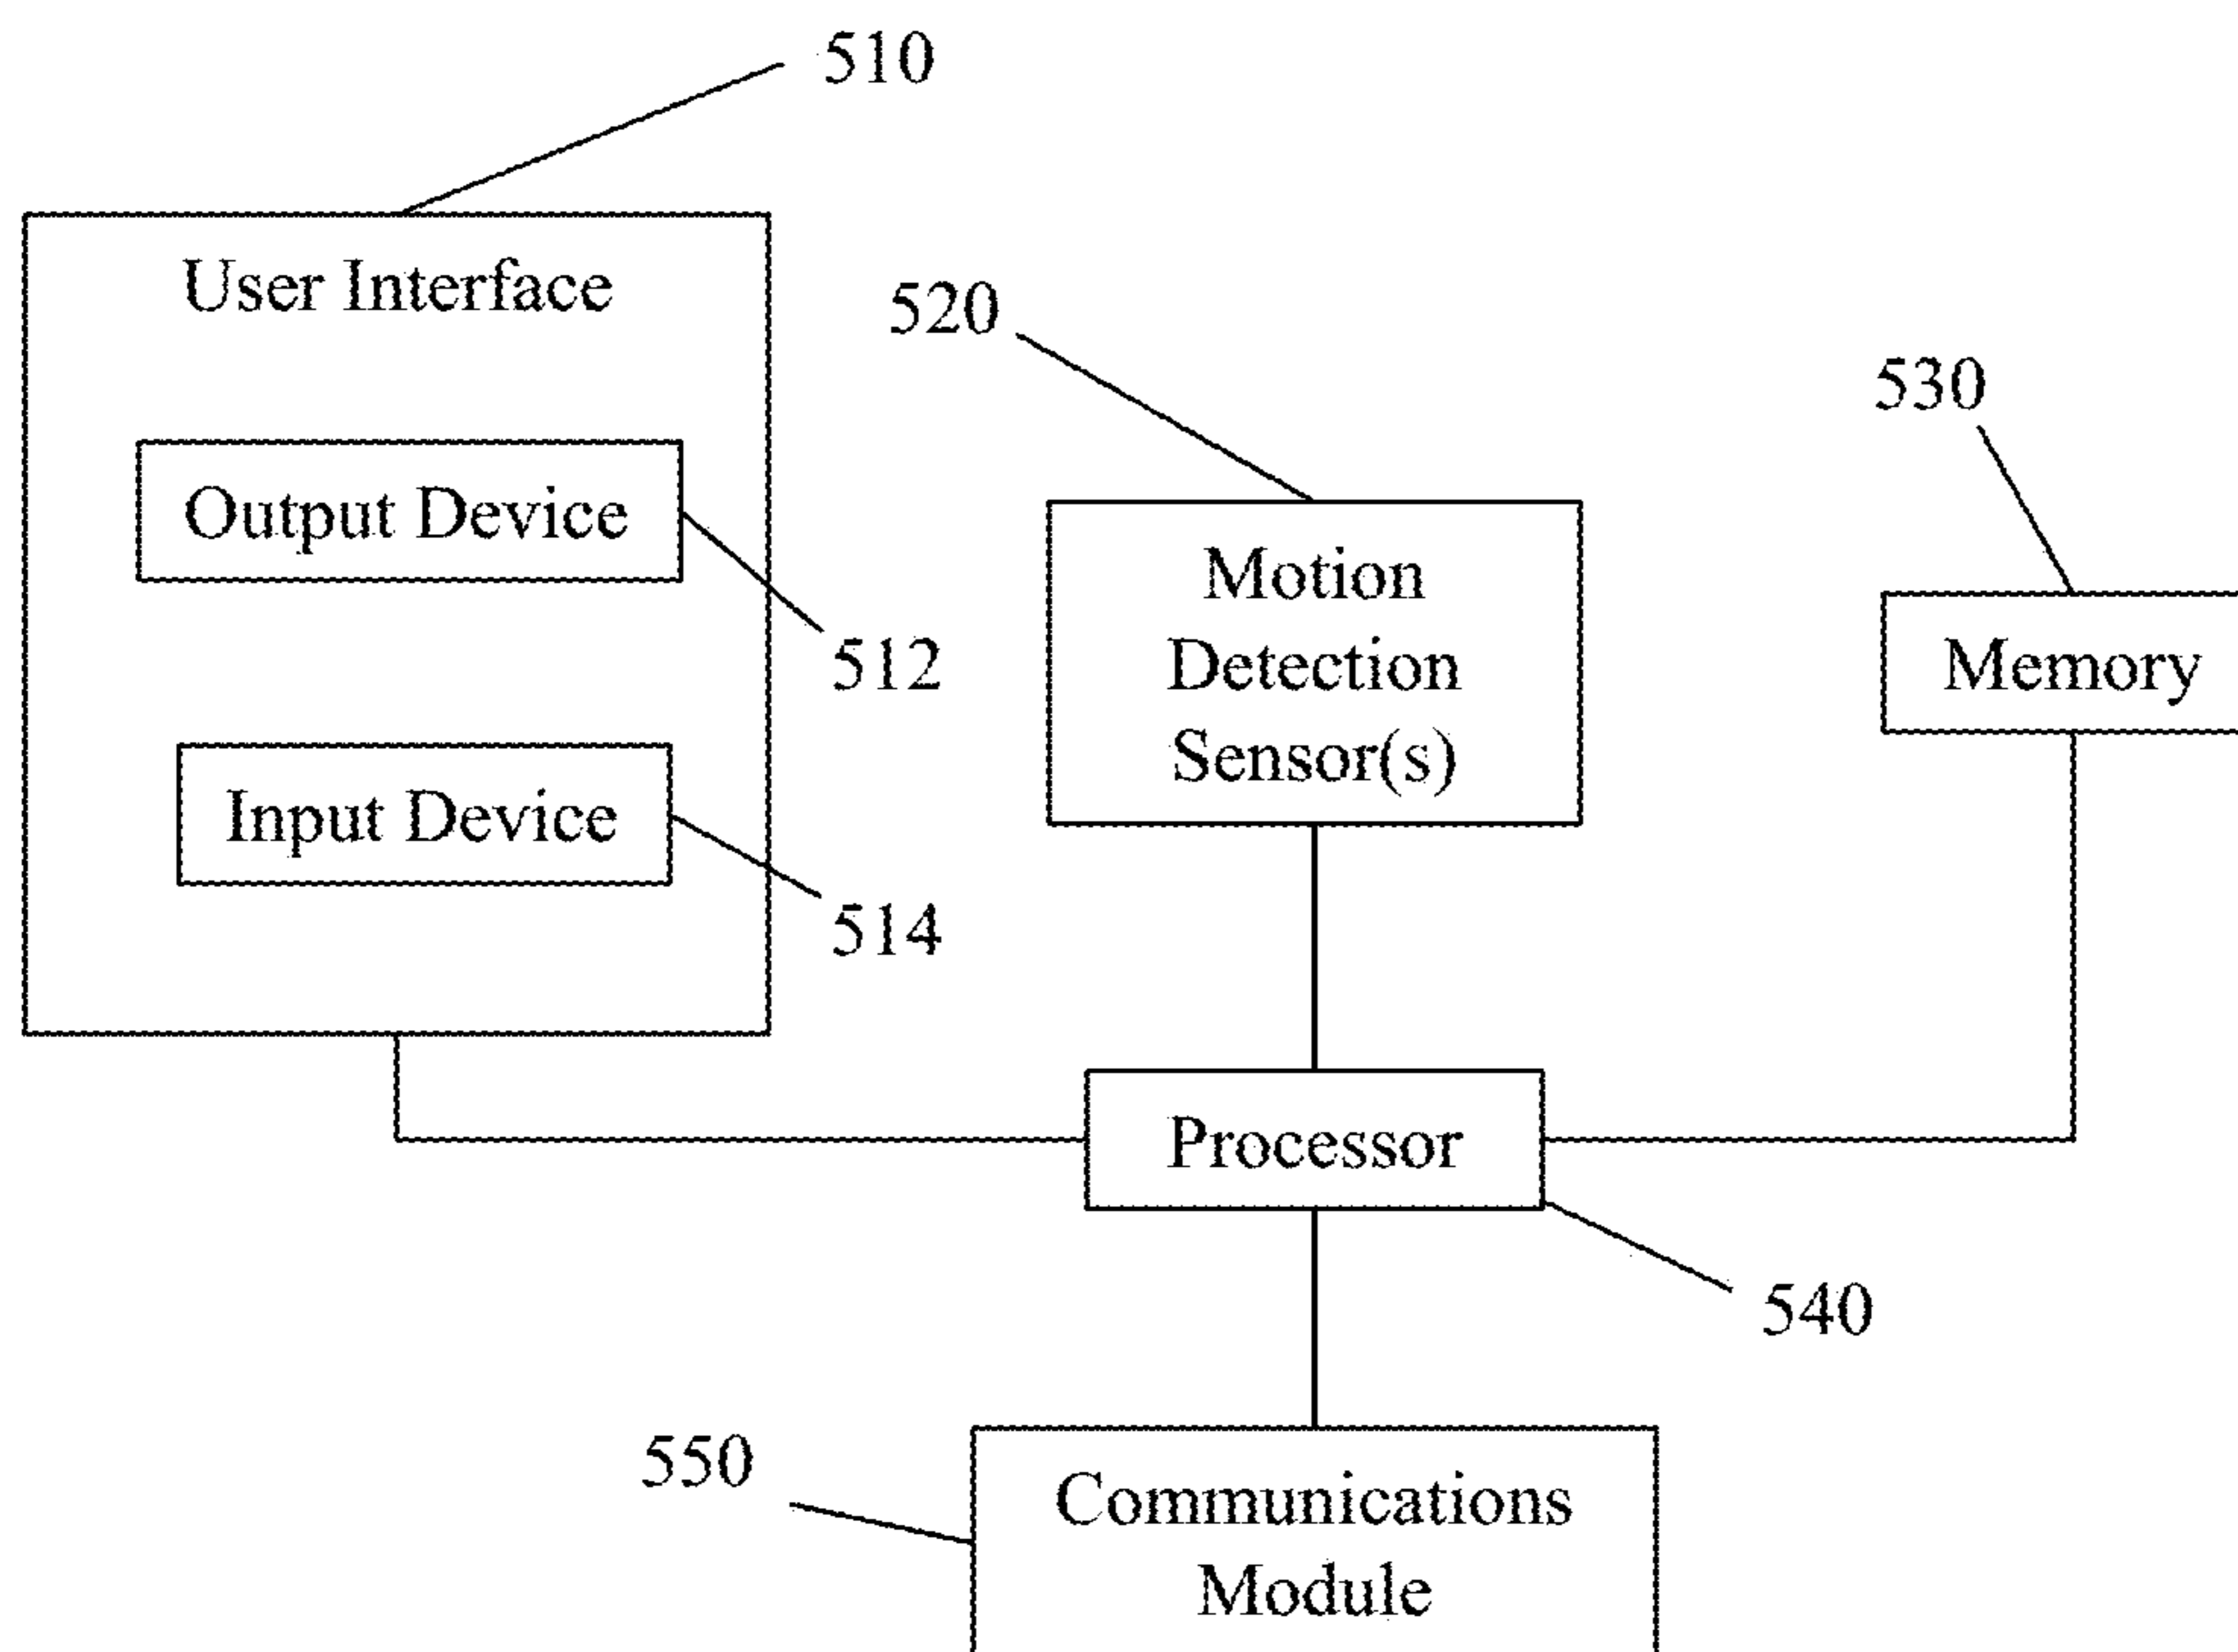 510
User Interface
520
530
Output Device
Motion
Detection
Sensor(s)
512
Memory
Input Device
514
Processor
540
550
Communications
Module